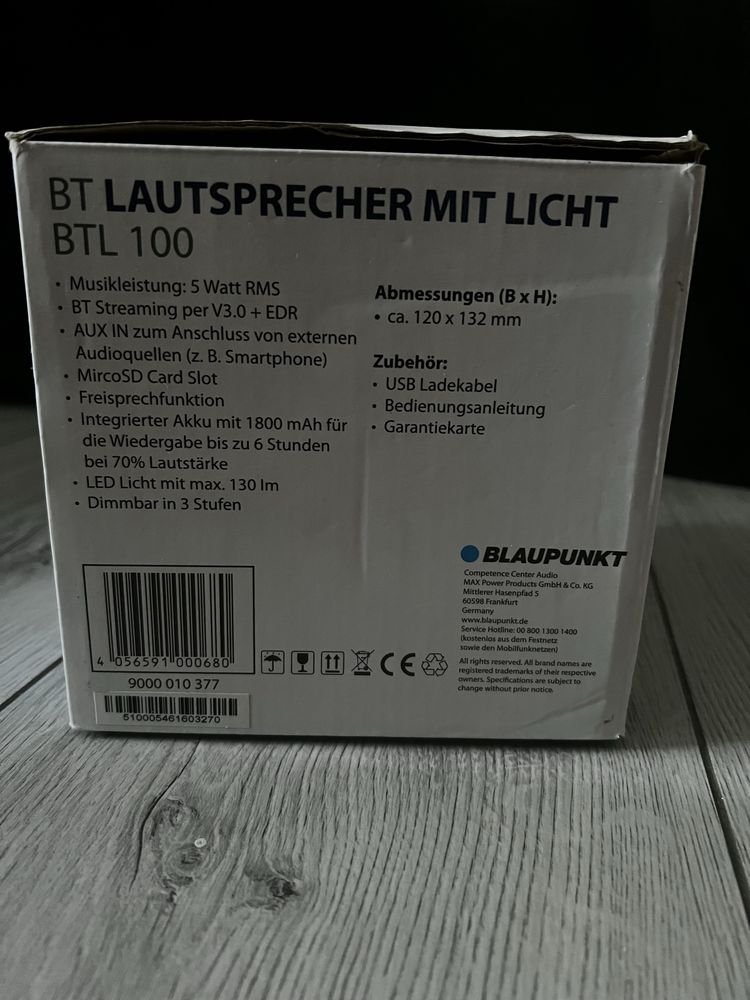 BT LAUTSPRECHER MIT LICHT
BTL 100
• Musikleistung: 5 Watt RMS
• BT Streaming per V3.0 + EDR
• AUX IN zum Anschluss von externen
Audioquellen (z. B. Smartphone)
• MircoSD Card Slot
• Freisprechfunktion
• Integrierter Akku mit 1800 mAh für
die Wiedergabe bis zu 6 Stunden
bei 70% Lautstärke
• LED Licht mit max. 130 lm
• Dimmbar in 3 Stufen
Abmessungen (B x H):
• ca. 120 x 132 mm
Zubehör:
• USB Ladekabel
• Bedienungsanleitung
• Garantiekarte
BLAUPUNKT
Competence Center Audio
MAX Power Products GmbH & Co. KG
Mittlerer Hasenpfad 5
60598 Frankfurt
Germany
www.blaupunkt.de
Service Hotline: 00 800 1300 1400
(kostenlos aus dem Festnetz
sowie den Mobilfunknetzen)
All rights reserved. All brand names are
registered trademarks of their respective
owners. Specifications are subject to
change without prior notice.
4 056591 000680
9000 010 377
510005461603270
CE